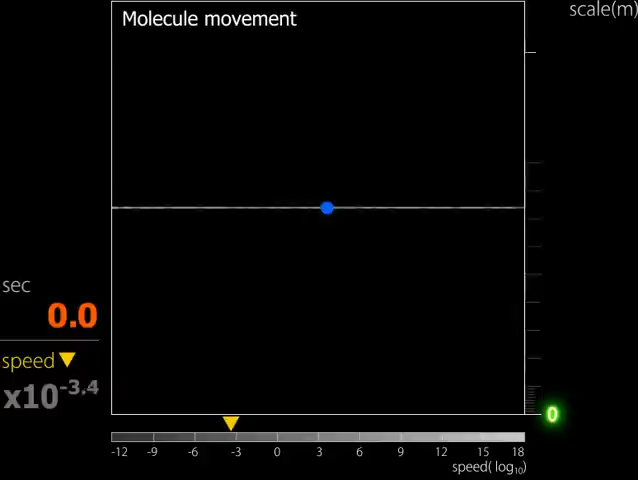 Molecule movement
scale(m)
sec
0.0
speed▼
x10^-3.4
0
-12 -9 -6 -3 0 3 6 9 12 15 18
speed( log₁₀)